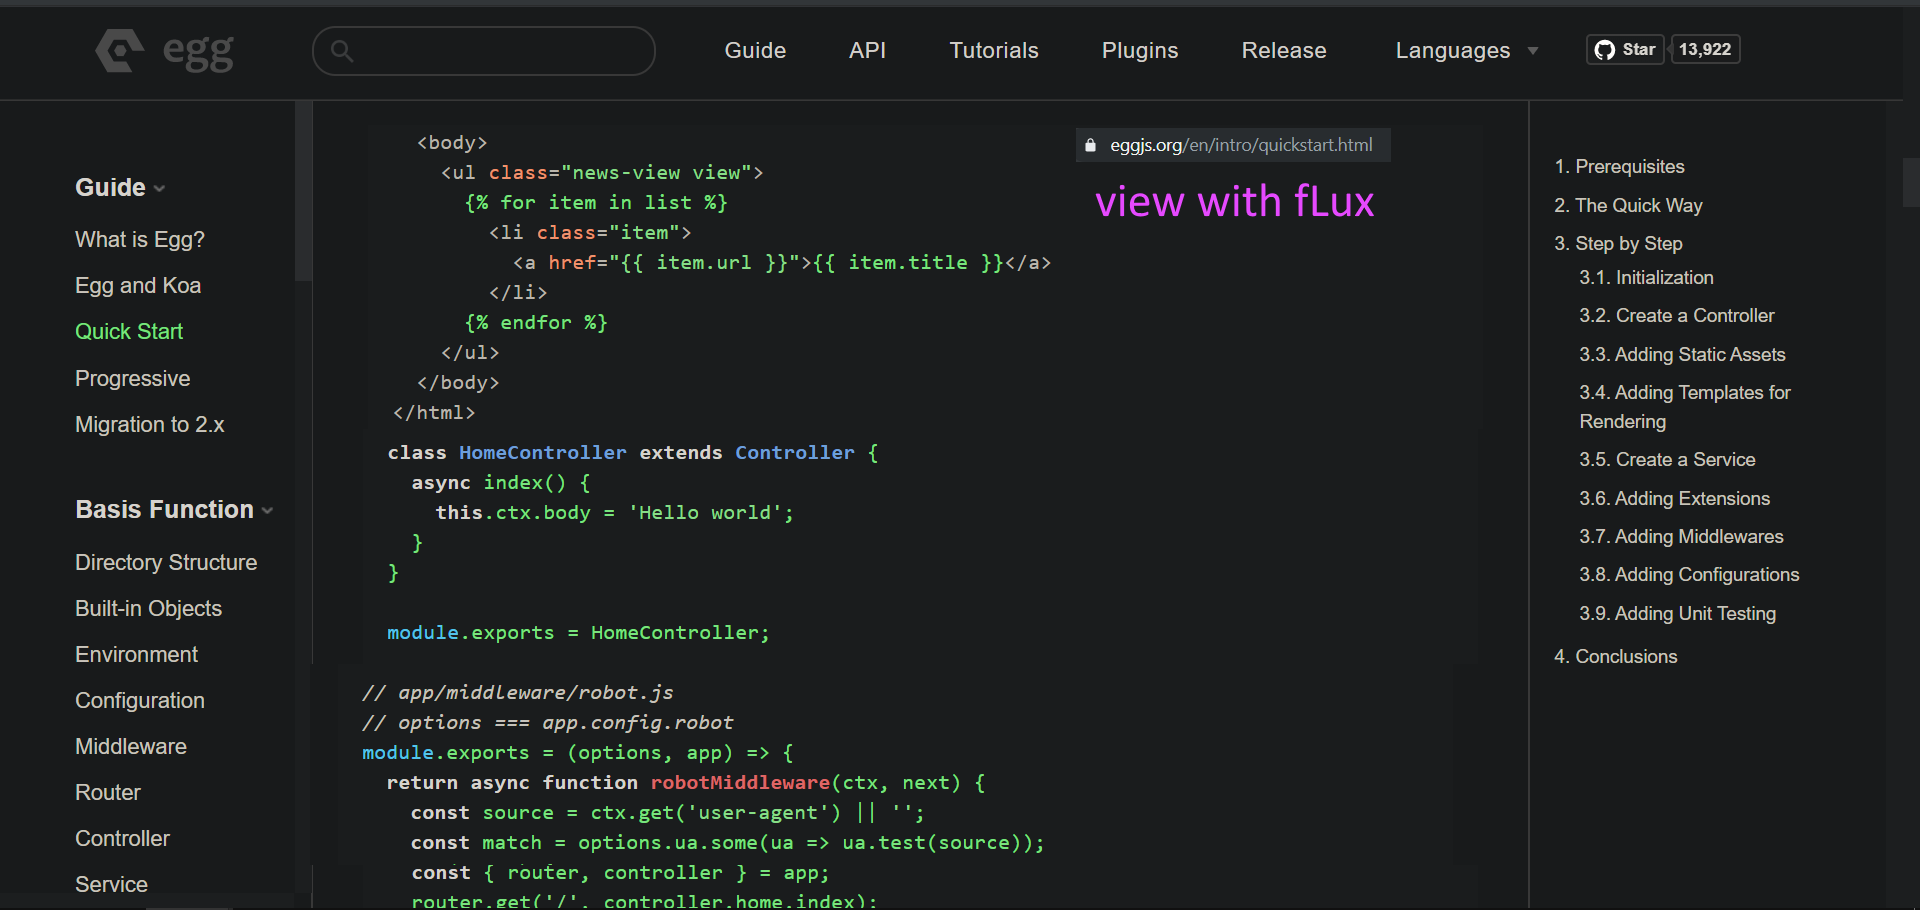 egg
Guide
API
Tutorials
Plugins
Release
Languages
Star
13,922
Guide
What is Egg?
Egg and Koa
Quick Start
Progressive
Migration to 2.x
Basis Function
Directory Structure
Built-in Objects
Environment
Configuration
Middleware
Router
Controller
Service
<body>
<ul class="news-view view">
{% for item in list %}
<li class="item">
<a href="{{ item.url }}">{{ item.title }}</a>
</li>
{% endfor %}
</ul>
</body>
</html>
class HomeController extends Controller {
async index() {
this.ctx.body = 'Hello world';
}
}
module.exports = HomeController;
// app/middleware/robot.js
// options === app.config.robot
module.exports = (options, app) => {
return async function robotMiddleware(ctx, next) {
const source = ctx.get('user-agent') || '';
const match = options.ua.some(ua => ua.test(source));
const { router, controller } = app;
router.get('/', controller.home.index);
eggjs.org/en/intro/quickstart.html
view with fLux
1. Prerequisites
2. The Quick Way
3. Step by Step
3.1. Initialization
3.2. Create a Controller
3.3. Adding Static Assets
3.4. Adding Templates for
Rendering
3.5. Create a Service
3.6. Adding Extensions
3.7. Adding Middlewares
3.8. Adding Configurations
3.9. Adding Unit Testing
4. Conclusions